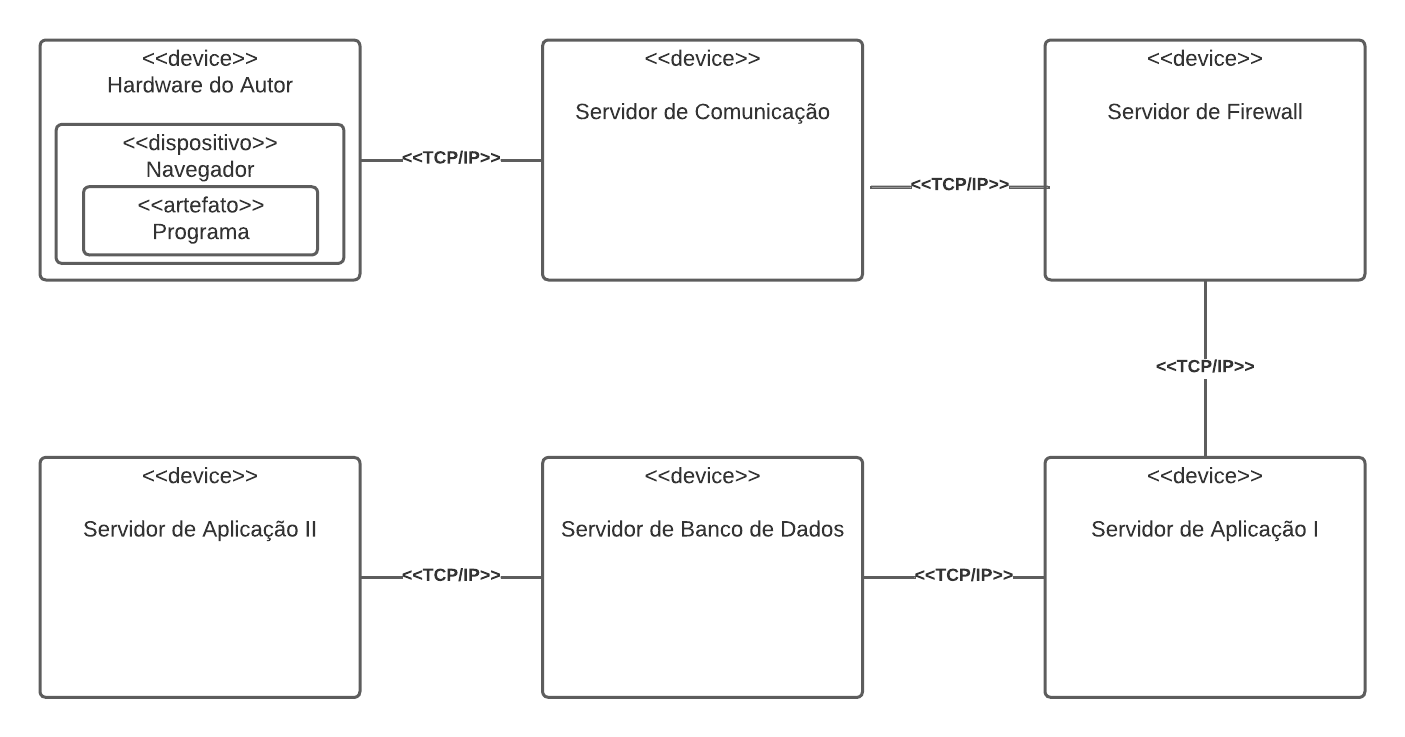 <<device>>
Hardware do Autor
<<dispositivo>>
Navegador
<<artefato>>
Programa
<<TCP/IP>>
<<device>>
Servidor de Comunicação
<<TCP/IP>>
<<device>>
Servidor de Firewall
<<TCP/IP>>
<<device>>
Servidor de Aplicação II
<<TCP/IP>>
<<device>>
Servidor de Banco de Dados
<<TCP/IP>>
<<device>>
Servidor de Aplicação I